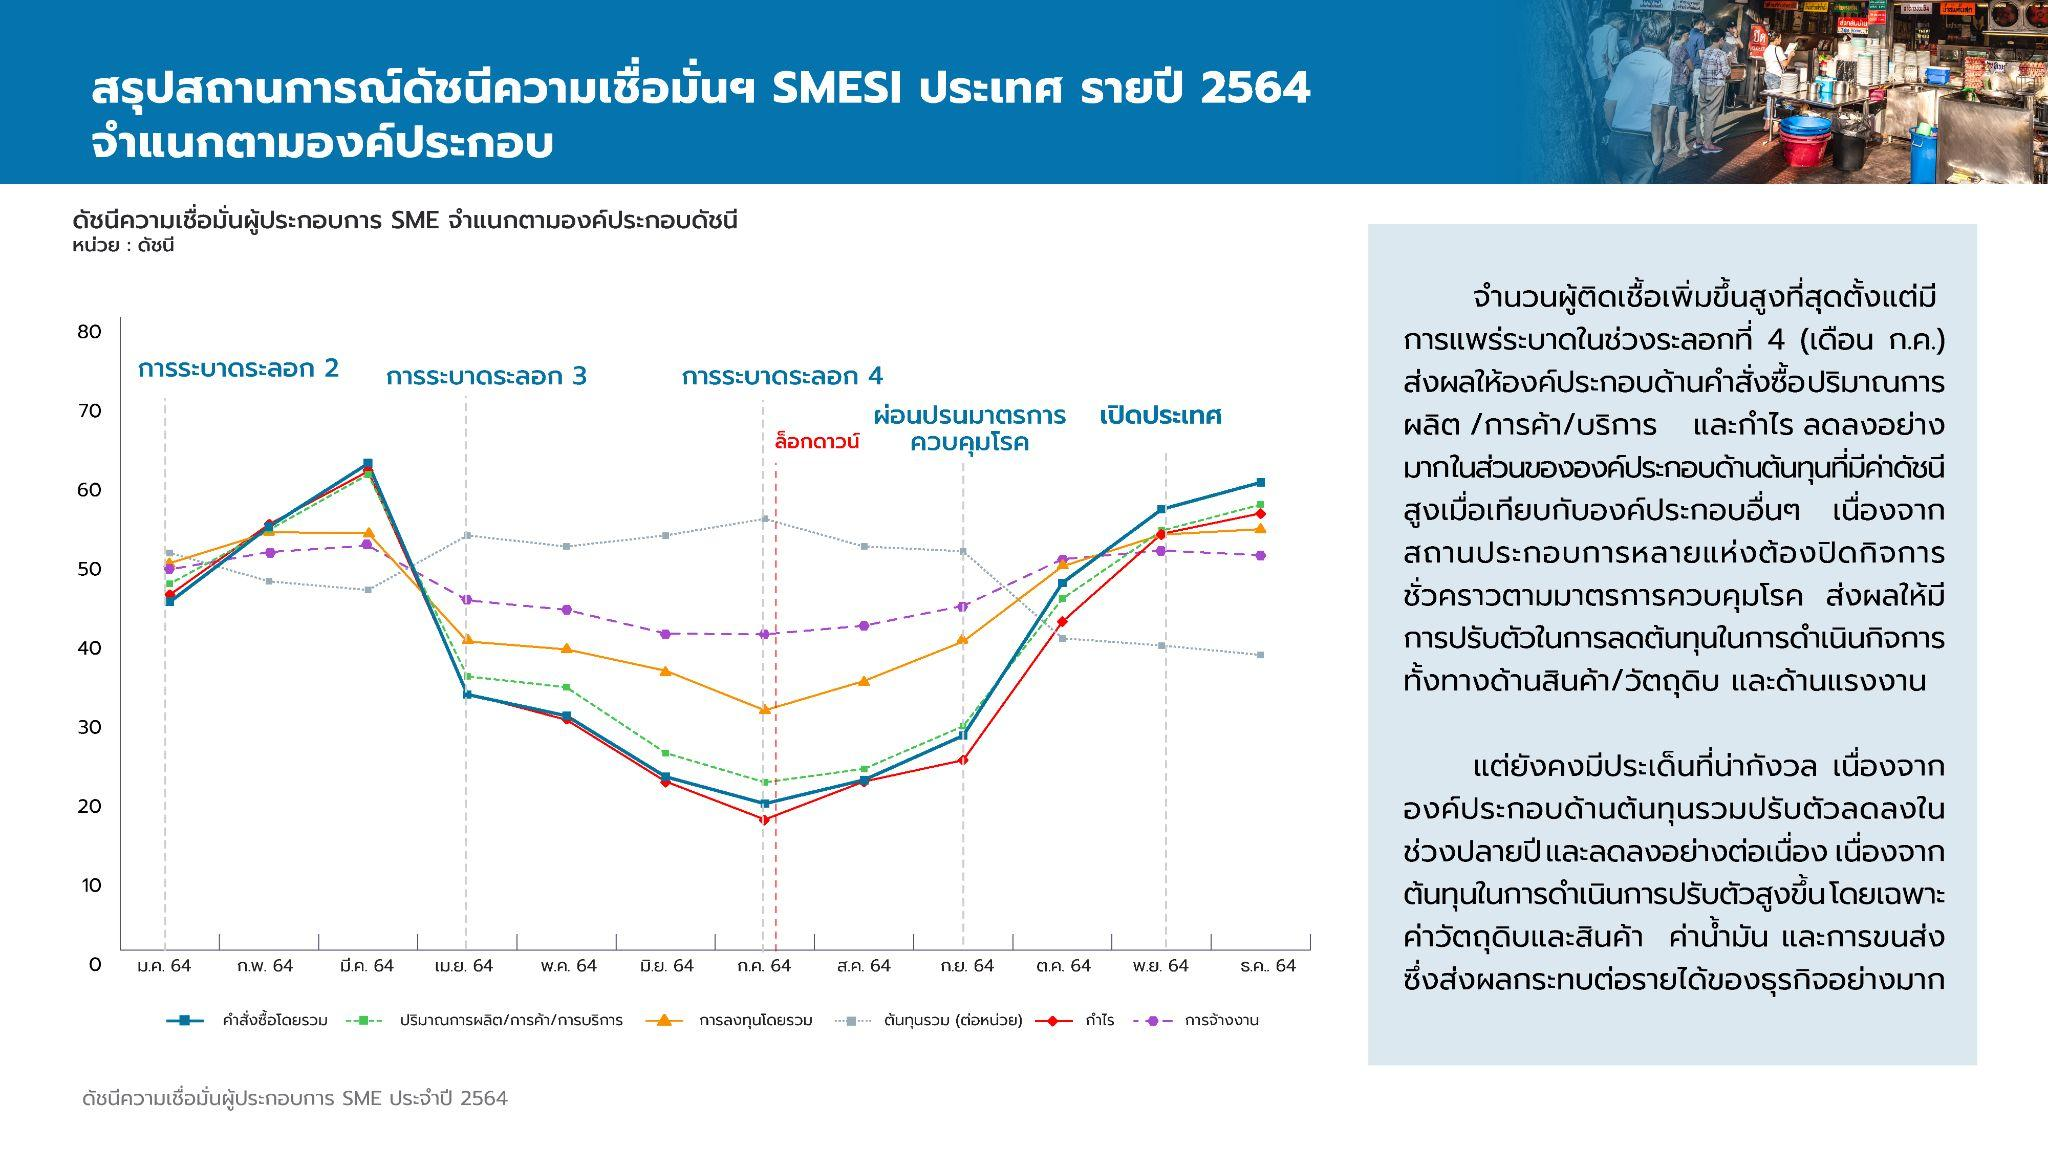 สรุปสถานการณ์ดัชนีความเชื่อมั่นฯ SMESI ประเทศ รายปี 2564
จำแนกตามองค์ประกอบ
ดัชนีความเชื่อมั่นผู้ประกอบการ SME จำแนกตามองค์ประกอบดัชนี
หน่วย : ดัชนี
80
70
60
50
40
30
20
10
0
การระบาดระลอก 2
การระบาดระลอก 3
การระบาดระลอก 4
ล็อกดาวน์
ผ่อนปรนมาตรการ
ควบคุมโรค
เปิดประเทศ
ม.ค. 64 ก.พ. 64 มี.ค. 64 เม.ย. 64 พ.ค. 64 มิ.ย. 64 ก.ค. 64 ส.ค. 64 ก.ย. 64 ต.ค. 64 พ.ย. 64 ธ.ค.. 64
คำสั่งซื้อโดยรวม ปริมาณการผลิต/การค้า/การบริการ การลงทุนโดยรวม ต้นทุนรวม (ต่อหน่วย) กำไร การจ้างงาน
จำนวนผู้ติดเชื้อเพิ่มขึ้นสูงที่สุดตั้งแต่มี
การแพร่ระบาดในช่วงระลอกที่ 4 (เดือน ก.ค.)
ส่งผลให้องค์ประกอบด้านคำสั่งซื้อปริมาณการ
ผลิต /การค้า/บริการ และกำไร ลดลงอย่าง
มากในส่วนขององค์ประกอบด้านต้นทุนที่มีค่าดัชนี
สูงเมื่อเทียบกับองค์ประกอบอื่นๆ เนื่องจาก
สถานประกอบการหลายแห่งต้องปิดกิจการ
ชั่วคราวตามมาตรการควบคุมโรค ส่งผลให้มี
การปรับตัวในการลดต้นทุนในการดำเนินกิจการ
ทั้งทางด้านสินค้า/วัตถุดิบ และด้านแรงงาน
แต่ยังคงมีประเด็นที่น่ากังวล เนื่องจาก
องค์ประกอบด้านต้นทุนรวมปรับตัวลดลงใน
ช่วงปลายปี และลดลงอย่างต่อเนื่อง เนื่องจาก
ต้นทุนในการดำเนินการปรับตัวสูงขึ้น โดยเฉพาะ
ค่าวัตถุดิบและสินค้า ค่าน้ำมัน และการขนส่ง
ซึ่งส่งผลกระทบต่อรายได้ของธุรกิจอย่างมาก
ดัชนีความเชื่อมั่นผู้ประกอบการ SME ประจำปี 2564